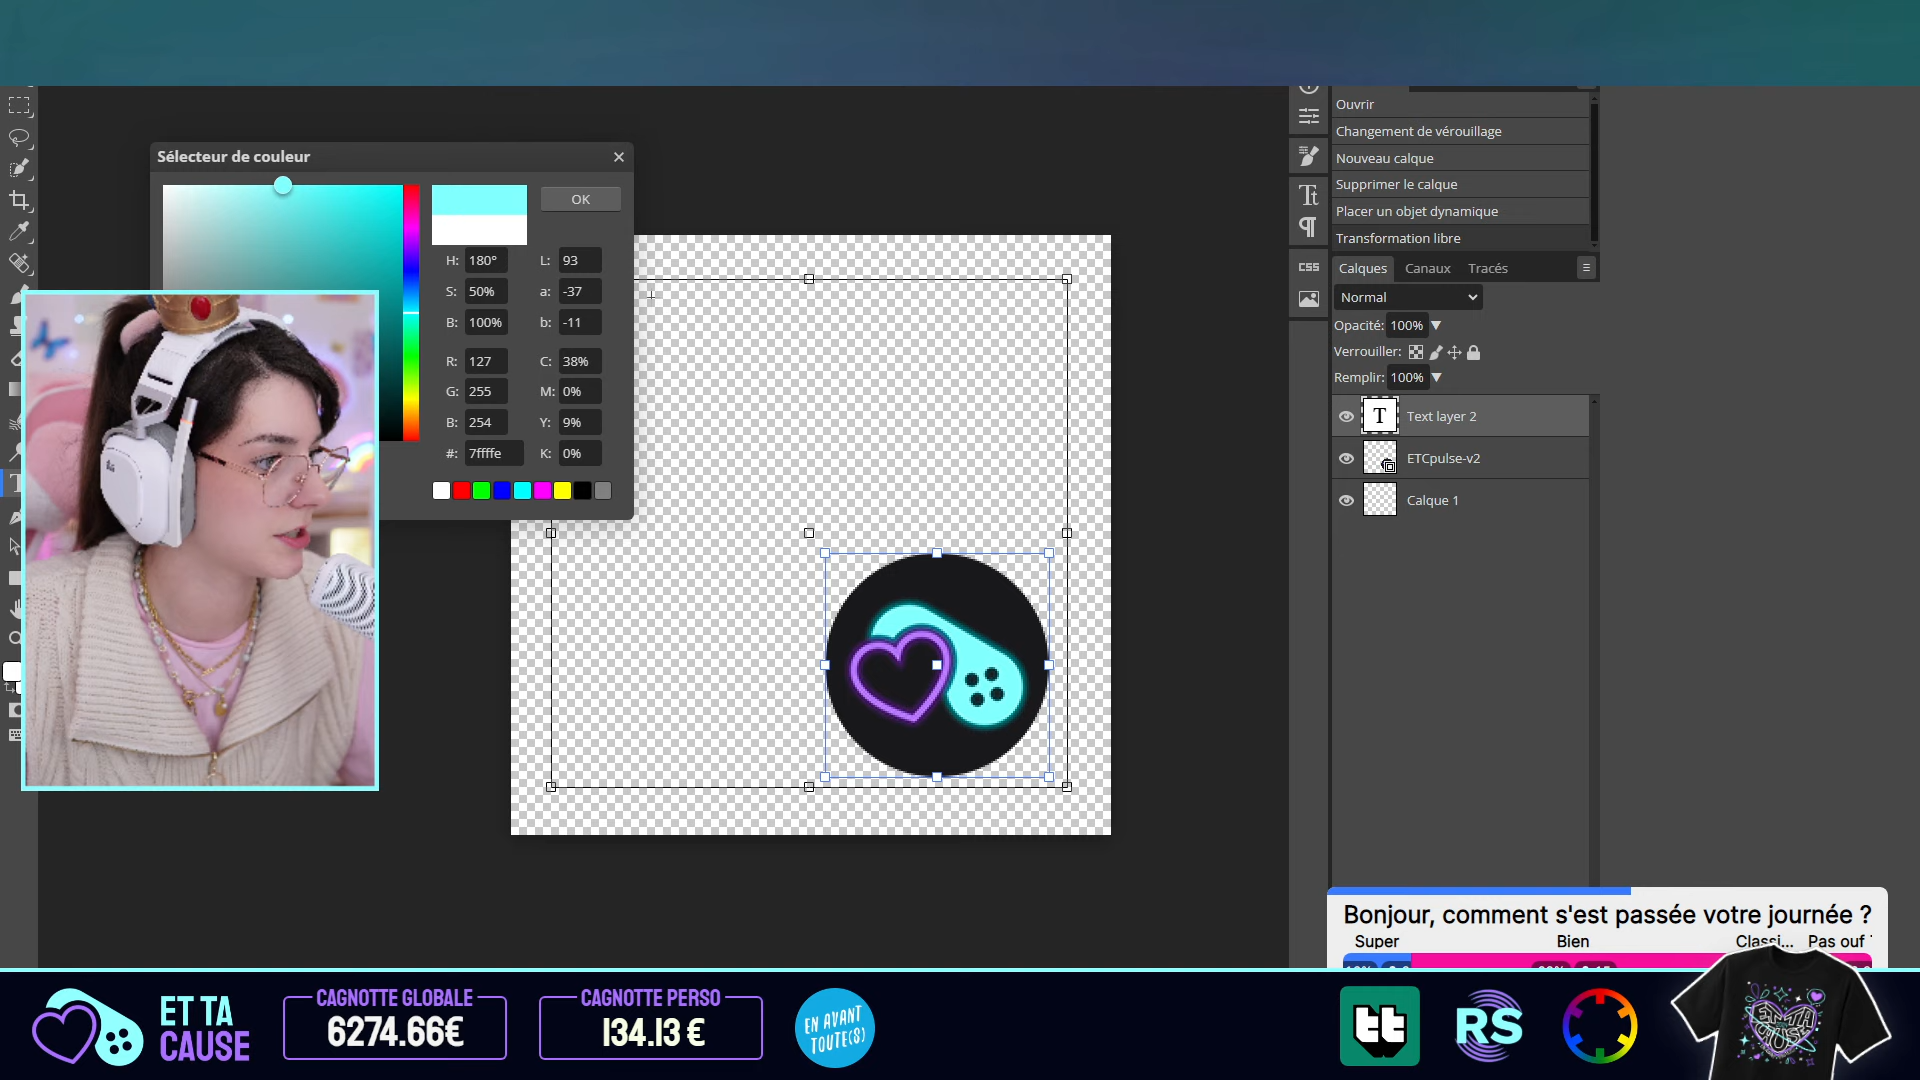 Sélecteur de couleur
OK
H: 180° L: 93
S: 50% a: -37
B: 100% b: -11
R: 127 C: 38%
G: 255 M: 0%
B: 254 Y: 9%
#: 7ffffe K: 0%
Ouvrir
Changement de vérouillage
Nouveau calque
Supprimer le calque
Placer un objet dynamique
Transformation libre
CSS
Calques Canaux Tracés
Normal
Opacité: 100%
Verrouiller:
Remplir: 100%
T Text layer 2
ETCpulse-v2
Calque 1
Bonjour, comment s'est passée votre journée ?
Super Bien Classi... Pas ouf
ET TA
CAUSE
CAGNOTTE GLOBALE
6274.66€
CAGNOTTE PERSO
134.13 €
EN AVANT
TOUTE(S)
RS